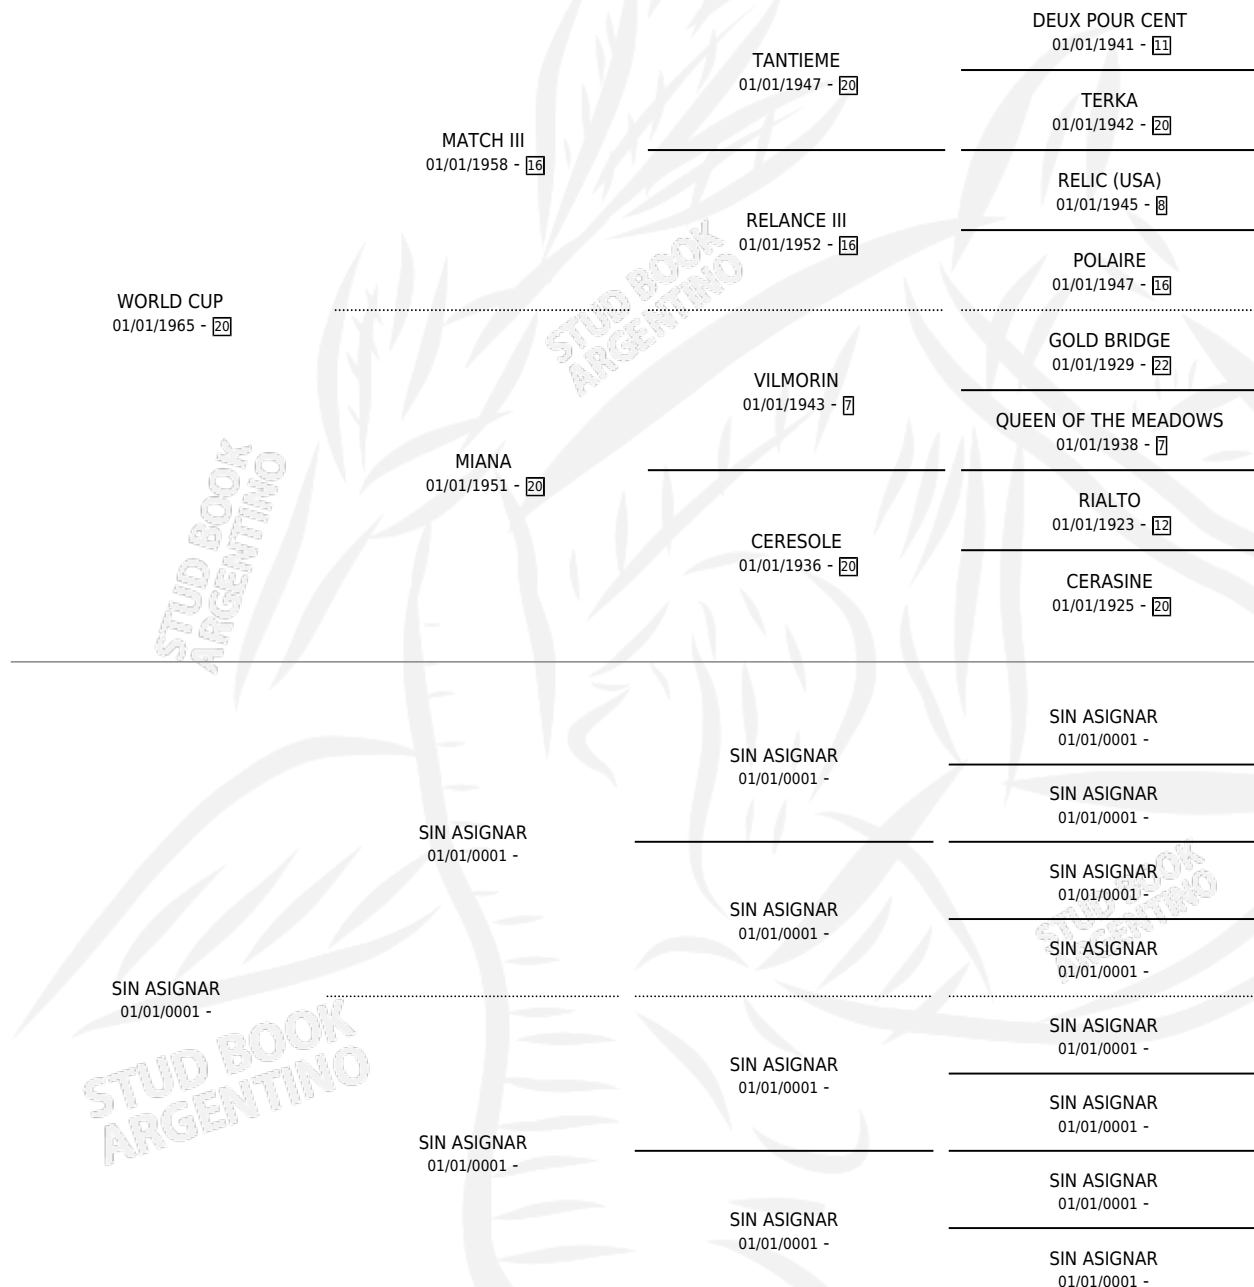 DEUX POUR CENT
01/01/1941 - 11
TANTIEME
01/01/1947 - 20
TERKA
01/01/1942 - 20
MATCH III
01/01/1958 - 16
RELIC (USA)
01/01/1945 - 8
RELANCE III
01/01/1952 - 16
POLAIRE
01/01/1947 - 16
WORLD CUP
01/01/1965 - 20
GOLD BRIDGE
01/01/1929 - 22
VILMORIN
01/01/1943 - 7
QUEEN OF THE MEADOWS
01/01/1938 - 7
MIANA
01/01/1951 - 20
RIALTO
01/01/1923 - 12
CERESOLE
01/01/1936 - 20
CERASINE
01/01/1925 - 20
STUD BOOK
ARGENTINO
STUD BOOK
ARGENTINO
SIN ASIGNAR
01/01/0001 -
SIN ASIGNAR
01/01/0001 -
SIN ASIGNAR
01/01/0001 -
SIN ASIGNAR
01/01/0001 -
SIN ASIGNAR
01/01/0001 -
SIN ASIGNAR
01/01/0001 -
SIN ASIGNAR
01/01/0001 -
SIN ASIGNAR
01/01/0001 -
SIN ASIGNAR
01/01/0001 -
SIN ASIGNAR
01/01/0001 -
SIN ASIGNAR
01/01/0001 -
SIN ASIGNAR
01/01/0001 -
SIN ASIGNAR
01/01/0001 -
SIN ASIGNAR
01/01/0001 -
SIN ASIGNAR
01/01/0001 -
STUD BOOK
ARGENTINO
STUD BOOK
ARGENTINO